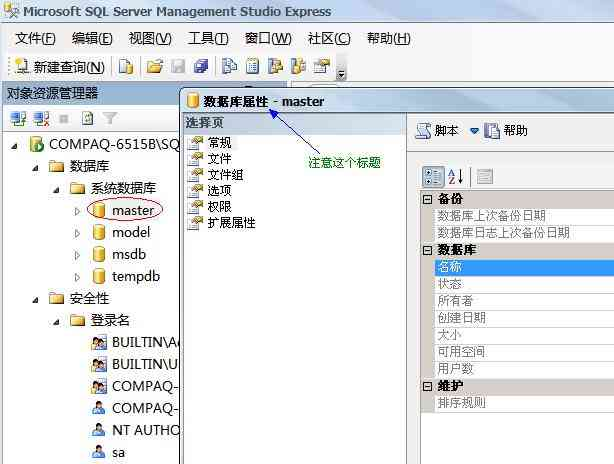 Microsoft SQL Server Management Studio Express
文件(F) 编辑(E) 视图(V) 工具(T) 窗口(W) 社区(C) 帮助(H)
新建查询(N)
对象资源管理器
COMPAQ-6515B\SQ
数据库
系统数据库
master
model
msdb
tempdb
安全性
登录名
BUILTIN\A
BUILTIN\U
COMPAQ-
COMPAQ-
NT AUTHO
sa
数据库属性 - master
选择页
常规
文件
文件组
选项
权限
扩展属性
注意这个标题
脚本 帮助
备份
数据库上次备份日期
数据库日志上次备份日期
数据库
名称
状态
所有者
创建日期
大小
可用空间
用户数
维护
排序规则